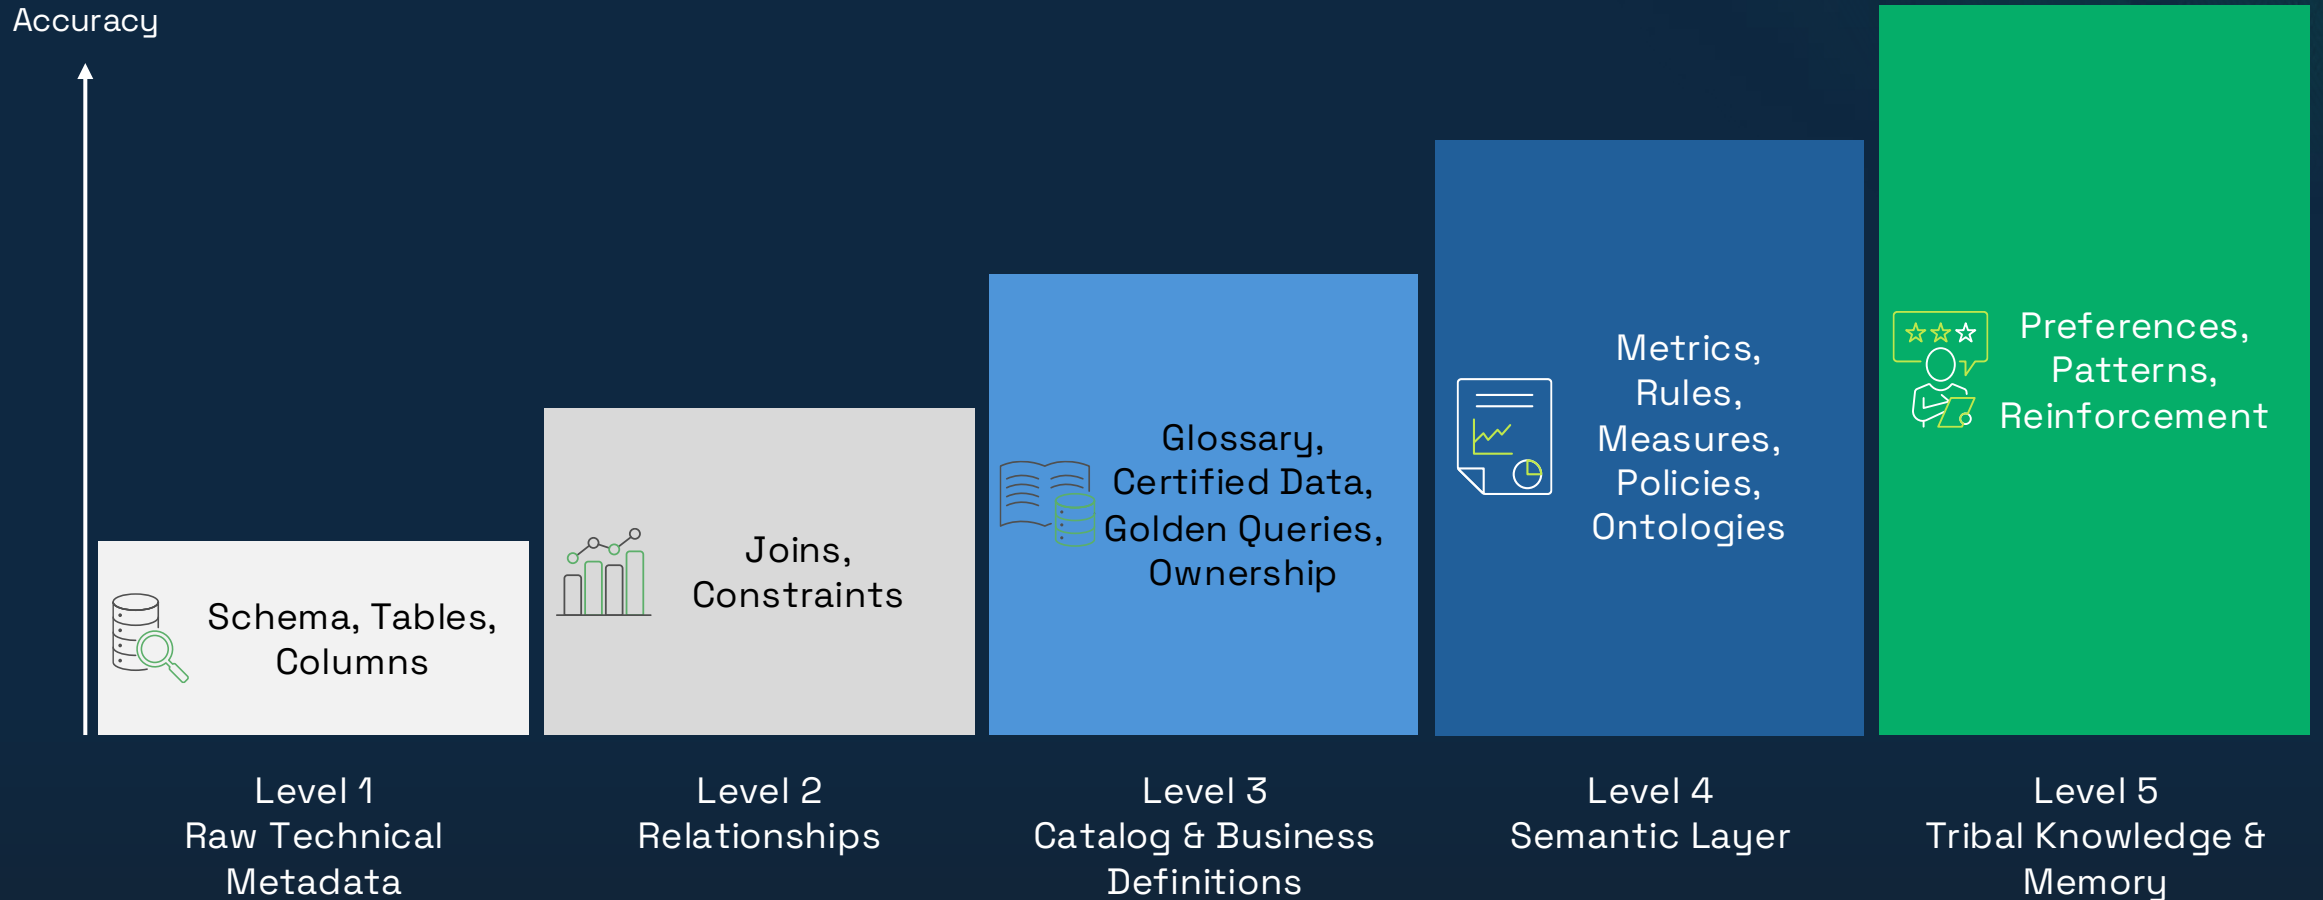 Accuracy
Schema, Tables,
Columns
Joins,
Constraints
Glossary,
Certified Data,
Golden Queries,
Ownership
Metrics,
Rules,
Measures,
Policies,
Ontologies
Preferences,
Patterns,
Reinforcement
Level 1
Raw Technical
Metadata
Level 2
Relationships
Level 3
Catalog & Business
Definitions
Level 4
Semantic Layer
Level 5
Tribal Knowledge &
Memory